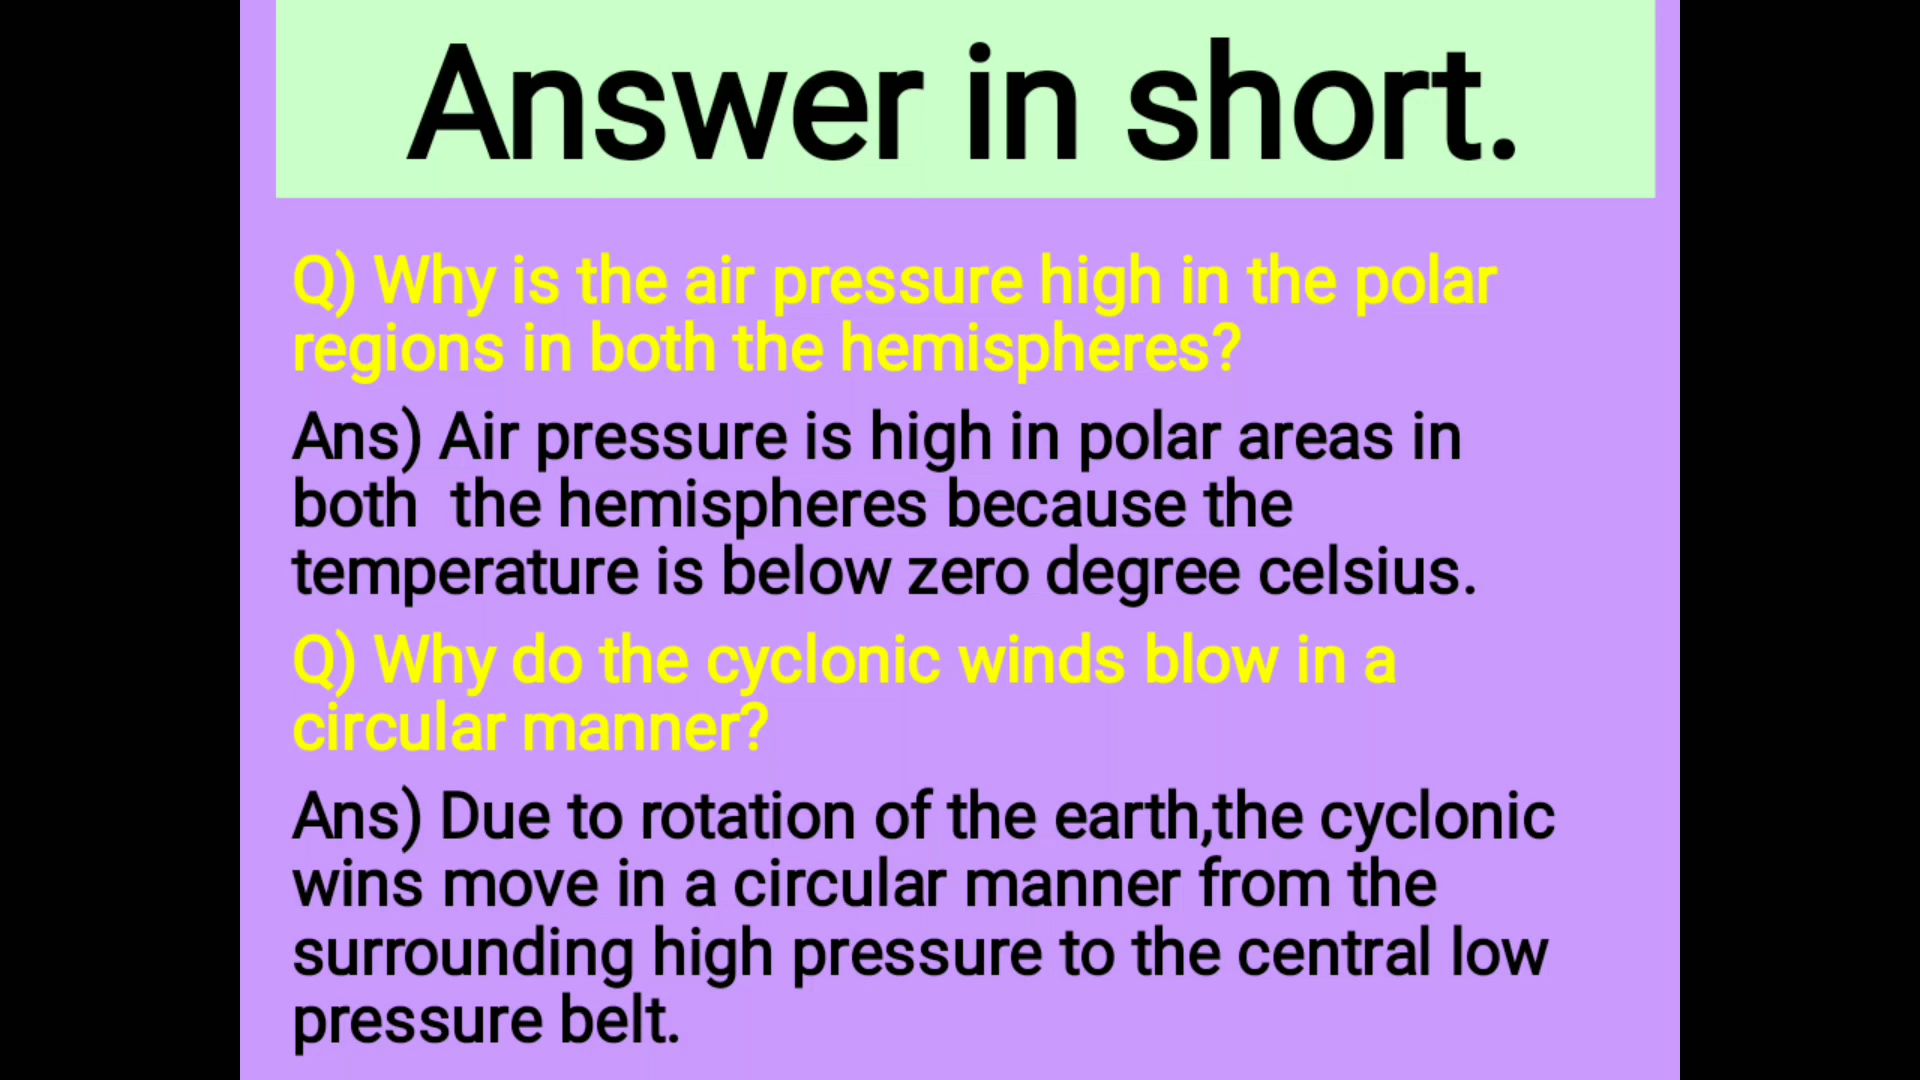 Answer in short.
Q) Why is the air pressure high in the polar
regions in both the hemispheres?
Ans) Air pressure is high in polar areas in
both  the hemispheres because the
temperature is below zero degree celsius.
Q) Why do the cyclonic winds blow in a
circular manner?
Ans) Due to rotation of the earth,the cyclonic
wins move in a circular manner from the
surrounding high pressure to the central low
pressure belt.